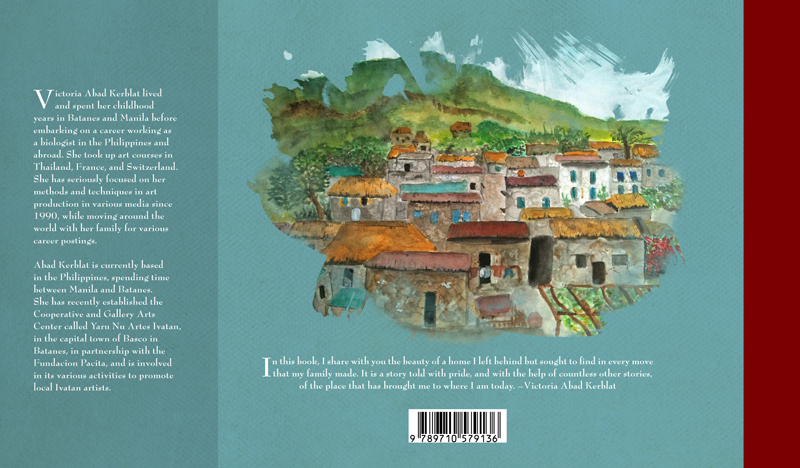 Victoria Abad Kerblat lived
and spent her childhood
years in Batanes and Manila before
embarking on a career working as
a biologist in the Philippines and
abroad. She took up art courses in
Thailand, France, and Switzerland.
She has seriously focused on her
methods and techniques in art
production in various media since
1990, while moving around the
world with her family for various
career postings.
Abad Kerblat is currently based
in the Philippines, spending time
between Manila and Batanes.
She has recently established the
Cooperative and Gallery Arts
Center called Yaru Nu Artes Ivatan,
in the capital town of Basco in
Batanes, in partnership with the
Fundacion Pacita, and is involved
in its various activities to promote
local Ivatan artists.
In this book, I share with you the beauty of a home I left behind but sought to find in every move
that my family made. It is a story told with pride, and with the help of countless other stories,
of the place that has brought me to where I am today. –Victoria Abad Kerblat
9 789710 579136